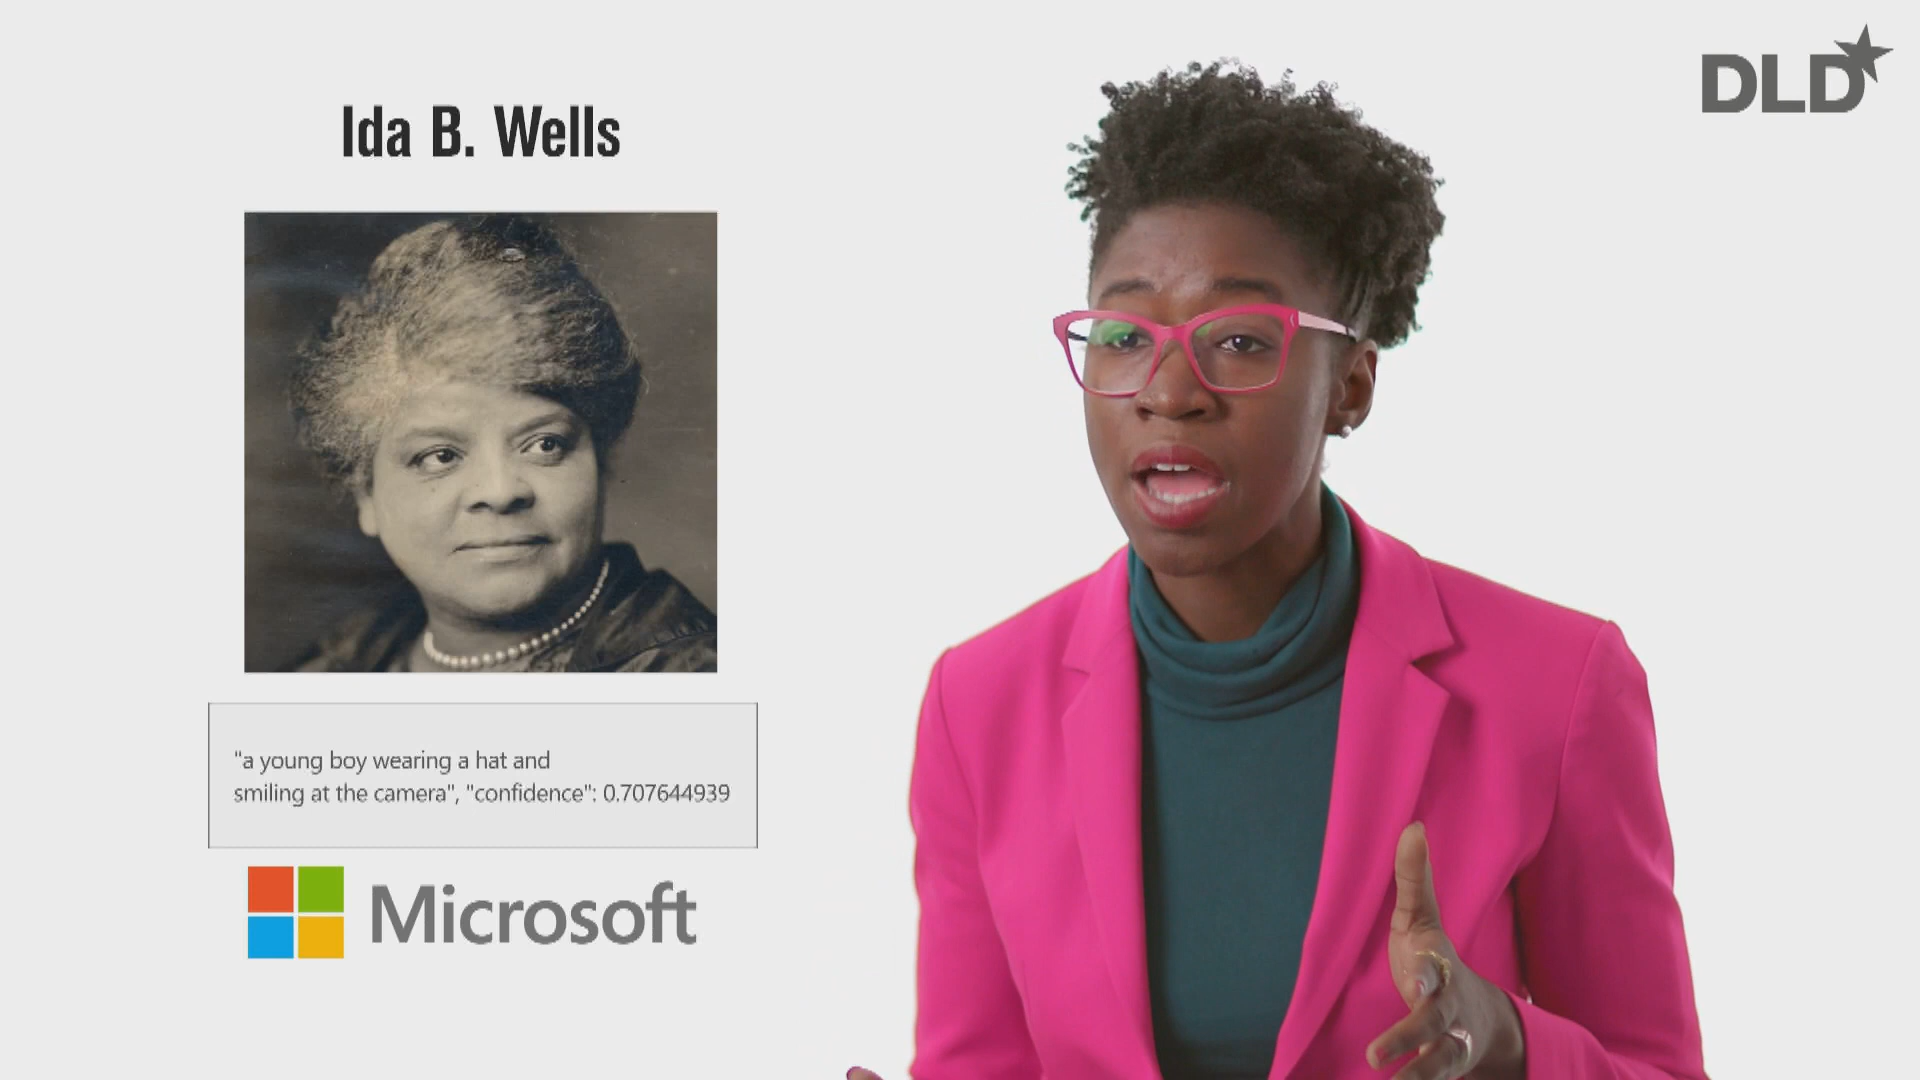 Ida B. Wells
"a young boy wearing a hat and
smiling at the camera", "confidence": 0.707644939
Microsoft
DLD